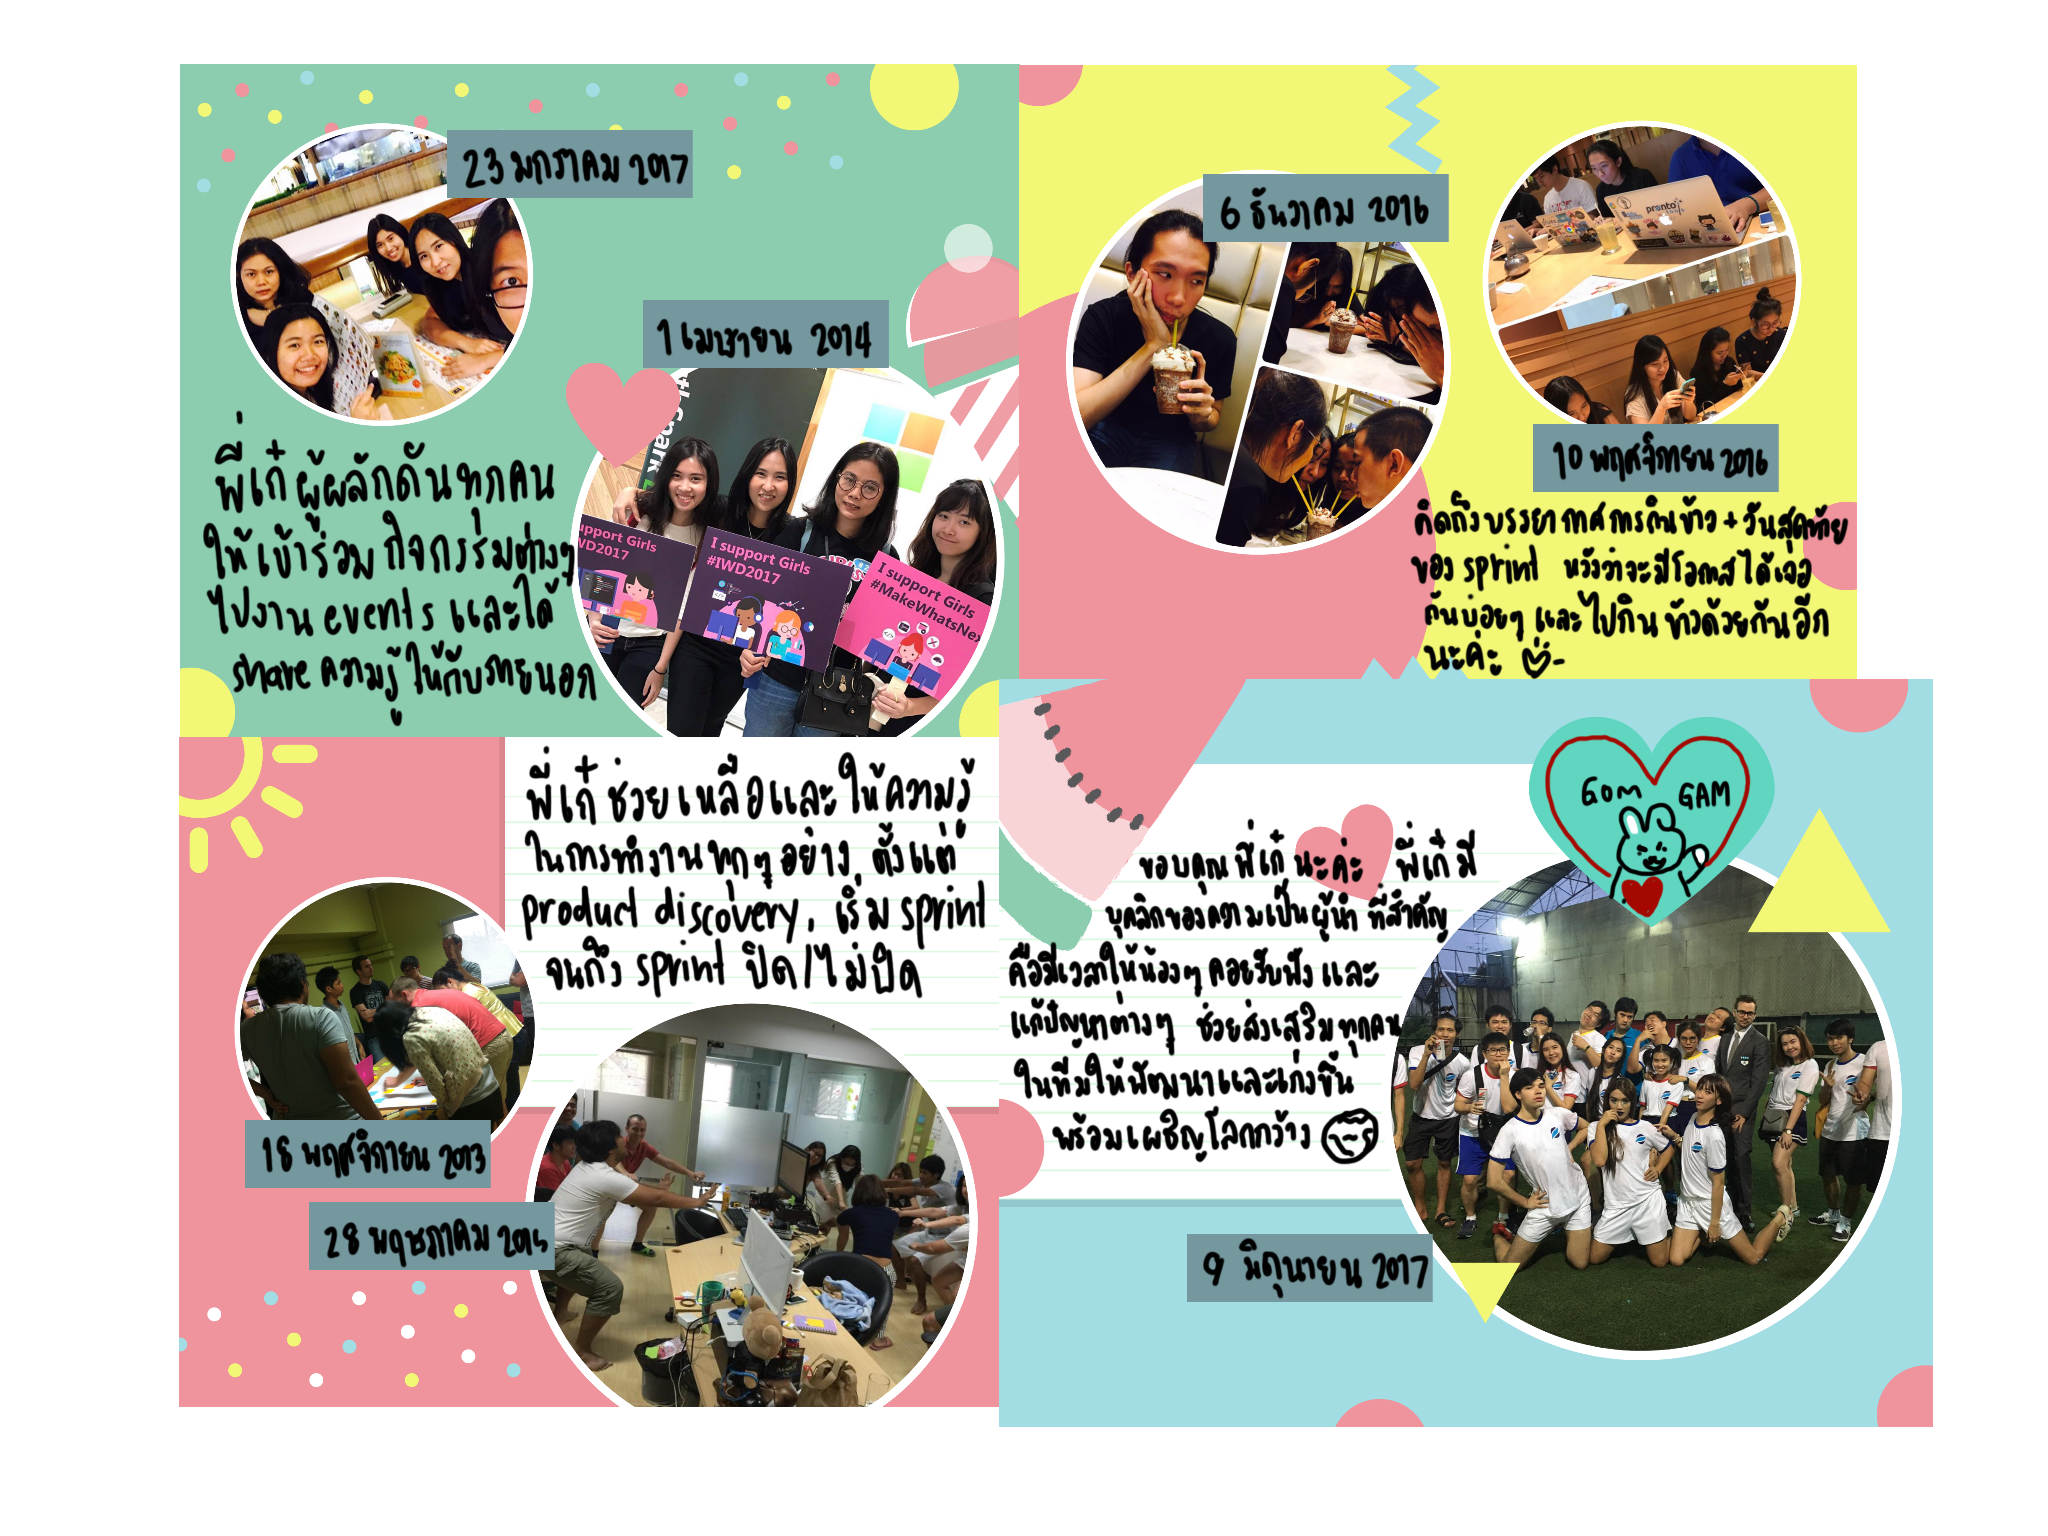 23 มกราคม 2017
1 เมษายน 2014
I support Girls
#IWD2017
I support Girls
#MakeWhatsNex
upport Girls
WD2017
พี่เก๋ ผู้ผลักดันทุกคน
ให้เข้าร่วม กิจกรรมต่างๆ
ไปงาน events และได้
share ความรู้ ให้กับภายนอก
6 ธันวาคม 2016
pronto
10 พฤศจิกายน 2016
คิดถึงบรรยากาศการกินข้าว + วันสุดท้าย
ของ sprint หวังว่าจะมีโอกาสได้เจอ
กันบ่อยๆ และไปกินข้าวด้วยกันอีก
นะค่ะ
พี่เก๋ ช่วยเหลือและให้ความรู้
ในการทำงานทุกๆอย่าง ตั้งแต่
product discovery, เริ่ม sprint
จนถึง sprint ปิด/ไม่ปิด
18 พฤศจิกายน 2013
28 พฤษภาคม 2015
Gom GAM
ขอบคุณพี่เก๋นะค่ะ พี่เก๋มี
บุคลิกของความเป็นผู้นำ ที่สำคัญ
คือมีเวลาให้น้องๆ คอยรับฟัง และ
แก้ปัญหาต่างๆ ช่วยส่งเสริมทุกคน
ในทีมให้พัฒนาและเก่งขึ้น
พร้อมเผชิญโลกกว้าง
9 มิถุนายน 2017